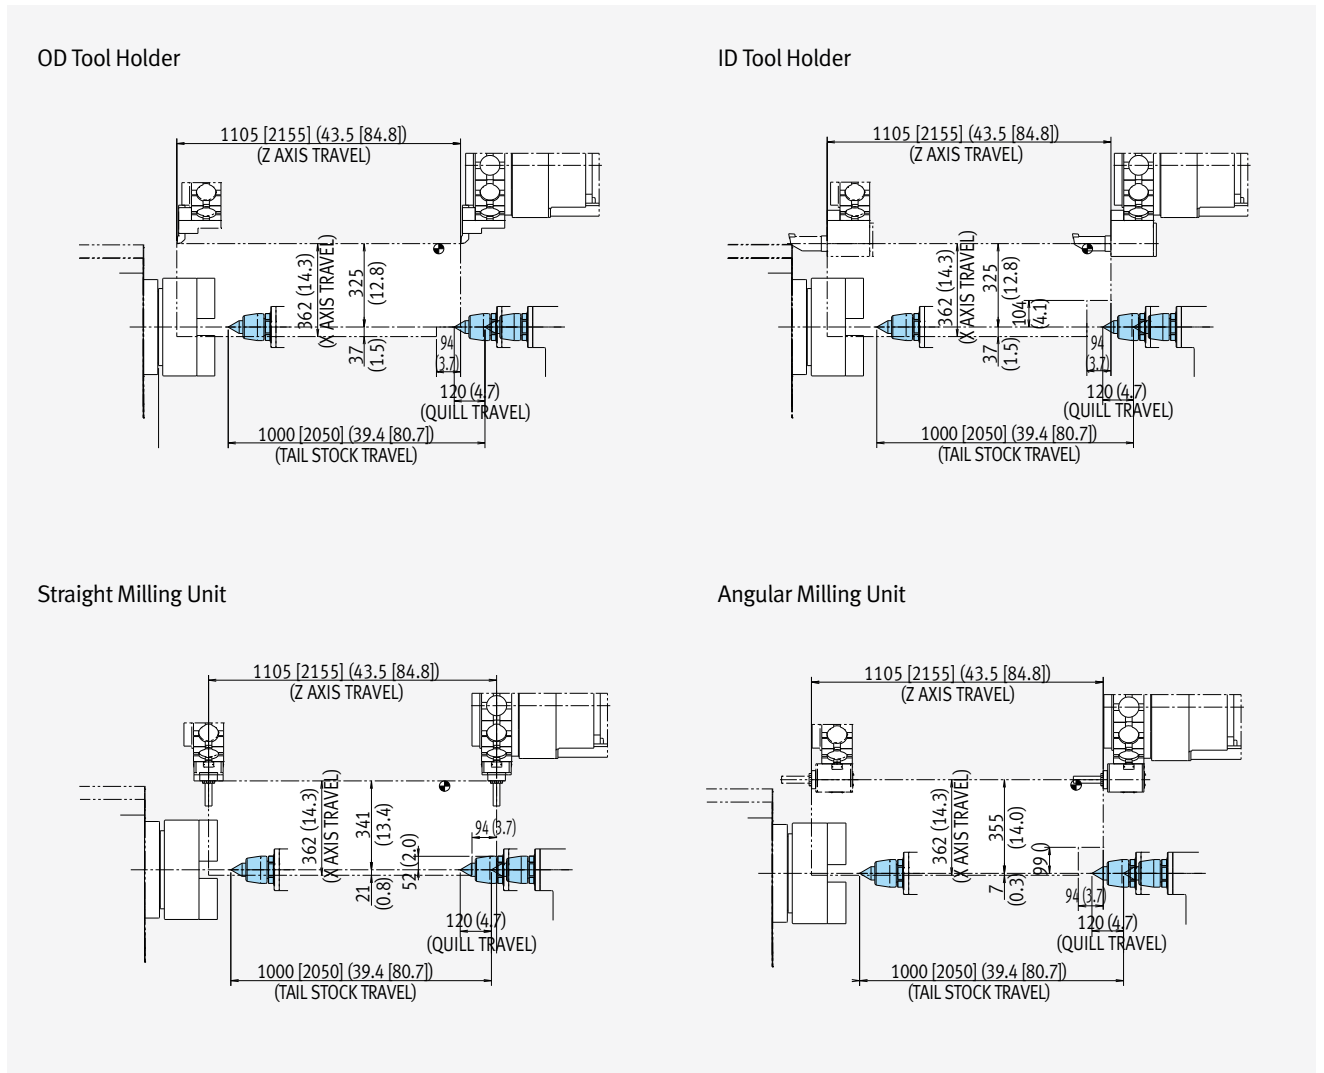 OD Tool Holder
1105 [2155] (43.5 [84.8])
(Z AXIS TRAVEL)
362 (14.3)
(X AXIS TRAVEL)
325
(12.8)
37
(1.5)
94
(3.7)
120 (4.7)
(QUILL TRAVEL)
1000 [2050] (39.4 [80.7])
(TAIL STOCK TRAVEL)
ID Tool Holder
1105 [2155] (43.5 [84.8])
(Z AXIS TRAVEL)
362 (14.3)
(X AXIS TRAVEL)
325
(12.8)
104
(4.1)
37
(1.5)
94
(3.7)
120 (4.7)
(QUILL TRAVEL)
1000 [2050] (39.4 [80.7])
(TAIL STOCK TRAVEL)
Straight Milling Unit
1105 [2155] (43.5 [84.8])
(Z AXIS TRAVEL)
362 (14.3)
(X AXIS TRAVEL)
341
(13.4)
94 (3.7)
52 (2.0)
21
(0.8)
120 (4.7)
(QUILL TRAVEL)
1000 [2050] (39.4 [80.7])
(TAIL STOCK TRAVEL)
Angular Milling Unit
1105 [2155] (43.5 [84.8])
(Z AXIS TRAVEL)
362 (14.3)
(X AXIS TRAVEL)
355
(14.0)
7
(0.3)
94 (3.7)
120 (4.7)
(QUILL TRAVEL)
1000 [2050] (39.4 [80.7])
(TAIL STOCK TRAVEL)